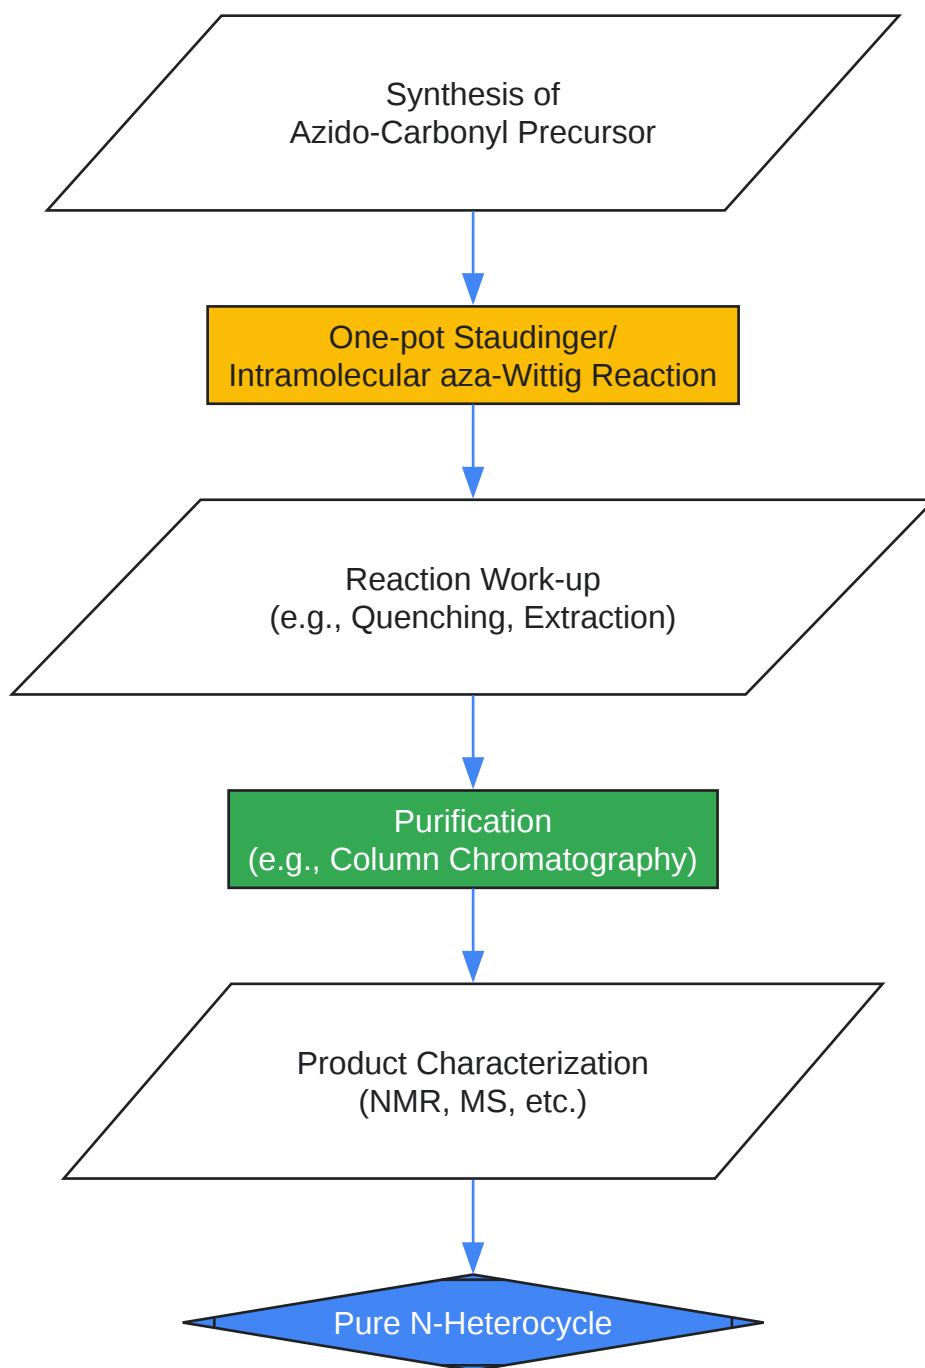 Synthesis of
Azido-Carbonyl Precursor
One-pot Staudinger/
Intramolecular aza-Wittig Reaction
Reaction Work-up
(e.g., Quenching, Extraction)
Purification
(e.g., Column Chromatography)
Product Characterization
(NMR, MS, etc.)
Pure N-Heterocycle